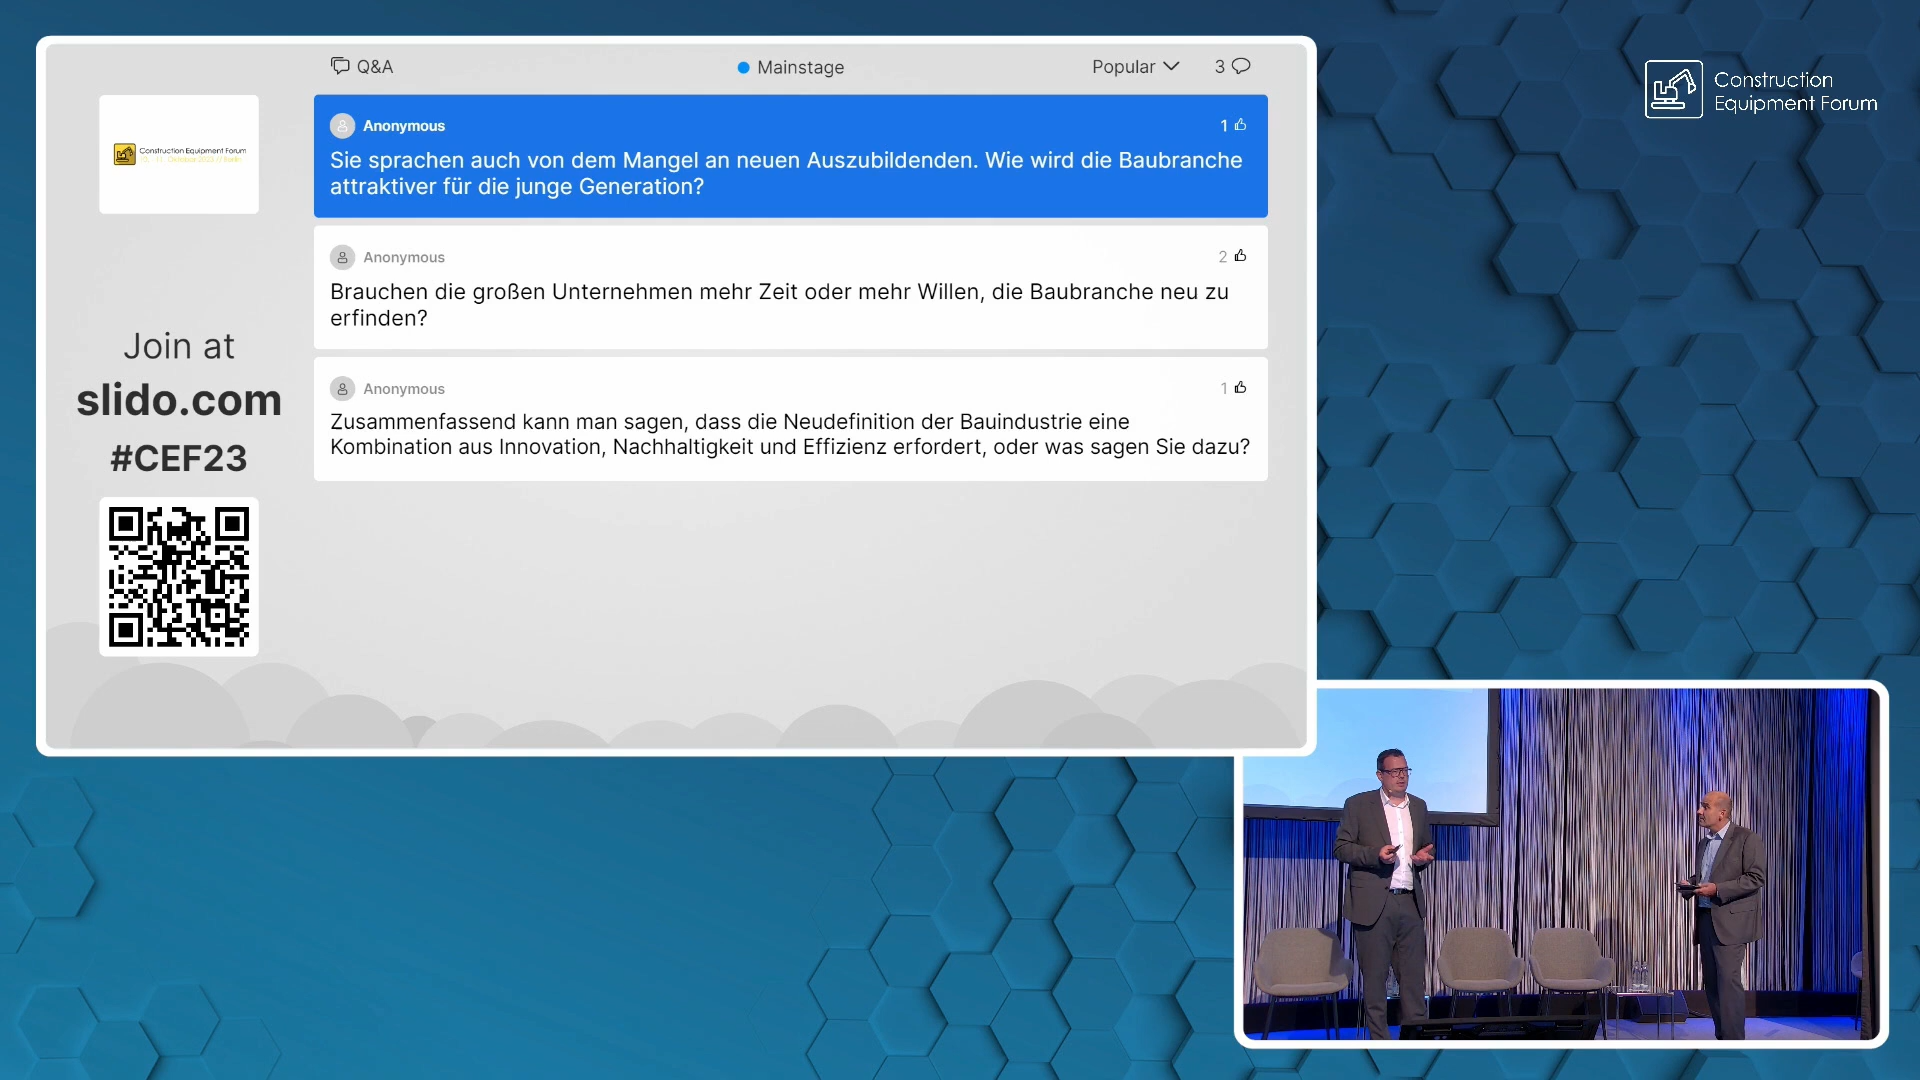 Q&A
Mainstage
Popular
3
Construction
Equipment Forum
Construction Equipment Forum
Anonymous
1
Sie sprachen auch von dem Mangel an neuen Auszubildenden. Wie wird die Baubranche
attraktiver für die junge Generation?
Anonymous
2
Brauchen die großen Unternehmen mehr Zeit oder mehr Willen, die Baubranche neu zu
erfinden?
Anonymous
1
Zusammenfassend kann man sagen, dass die Neudefinition der Bauindustrie eine
Kombination aus Innovation, Nachhaltigkeit und Effizienz erfordert, oder was sagen Sie dazu?
Join at
slido.com
#CEF23